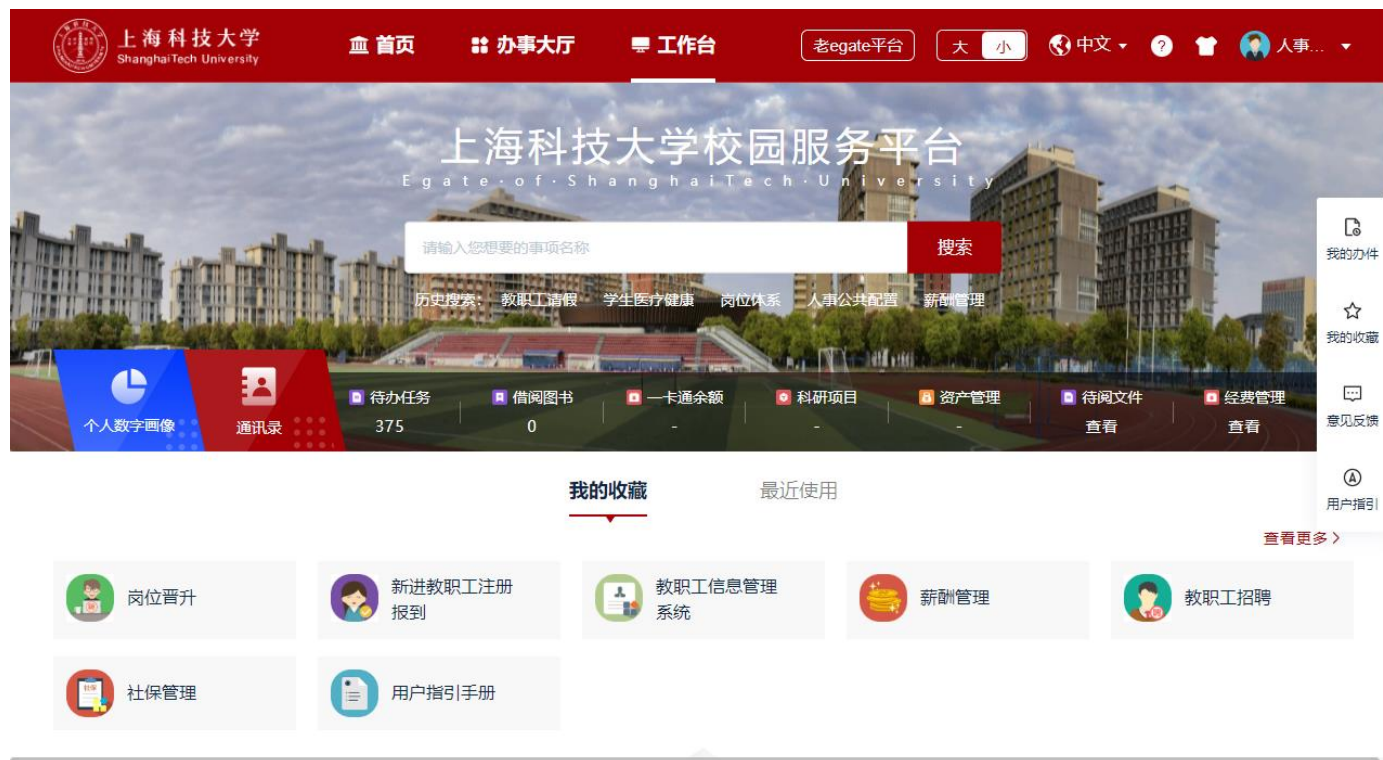 上海科技大学
ShanghaiTech University
首页
办事大厅
工作台
老egate平台
大 小
中文
人事...
上海科技大学校园服务平台
Egate·of·ShanghaiTech·University
请输入您想要的事项名称
搜索
历史搜索: 教职工请假 学生医疗健康 岗位体系 人事公共配置 薪酬管理
我的办件
我的收藏
意见反馈
用户指引
个人数字画像
通讯录
待办任务
375
借阅图书
0
一卡通余额
-
科研项目
-
资产管理
-
待阅文件
查看
经费管理
查看
我的收藏
最近使用
查看更多
岗位晋升
新进教职工注册
报到
教职工信息管理
系统
薪酬管理
教职工招聘
社保管理
用户指引手册